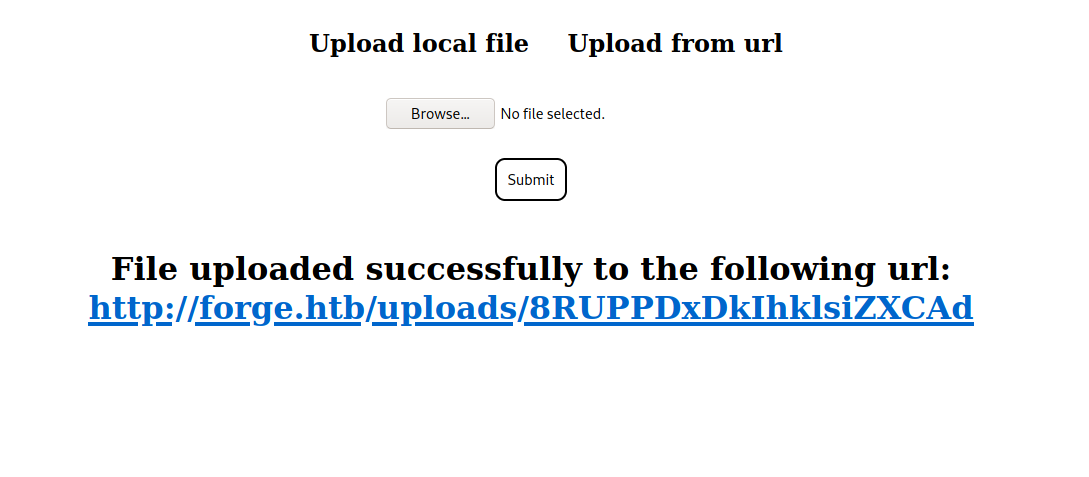 Upload local file Upload from url
Browse... No file selected.
Submit
File uploaded successfully to the following url:
http://forge.htb/uploads/8RUPPDxDkIhklsiZXCAd